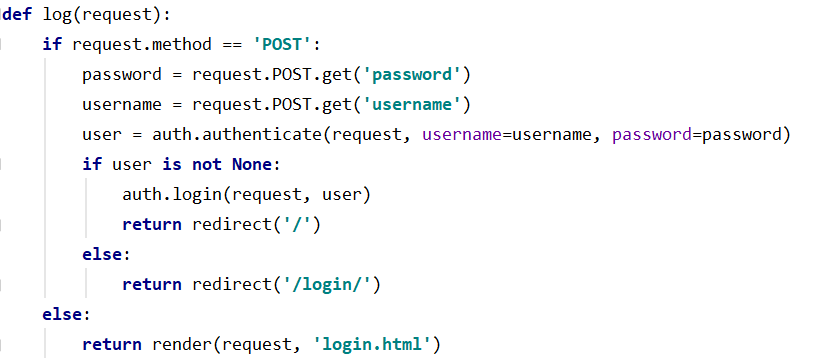 def log(request):
    if request.method == 'POST':
        password = request.POST.get('password')
        username = request.POST.get('username')
        user = auth.authenticate(request, username=username, password=password)
        if user is not None:
            auth.login(request, user)
            return redirect('/')
        else:
            return redirect('/login/')
    else:
        return render(request, 'login.html')